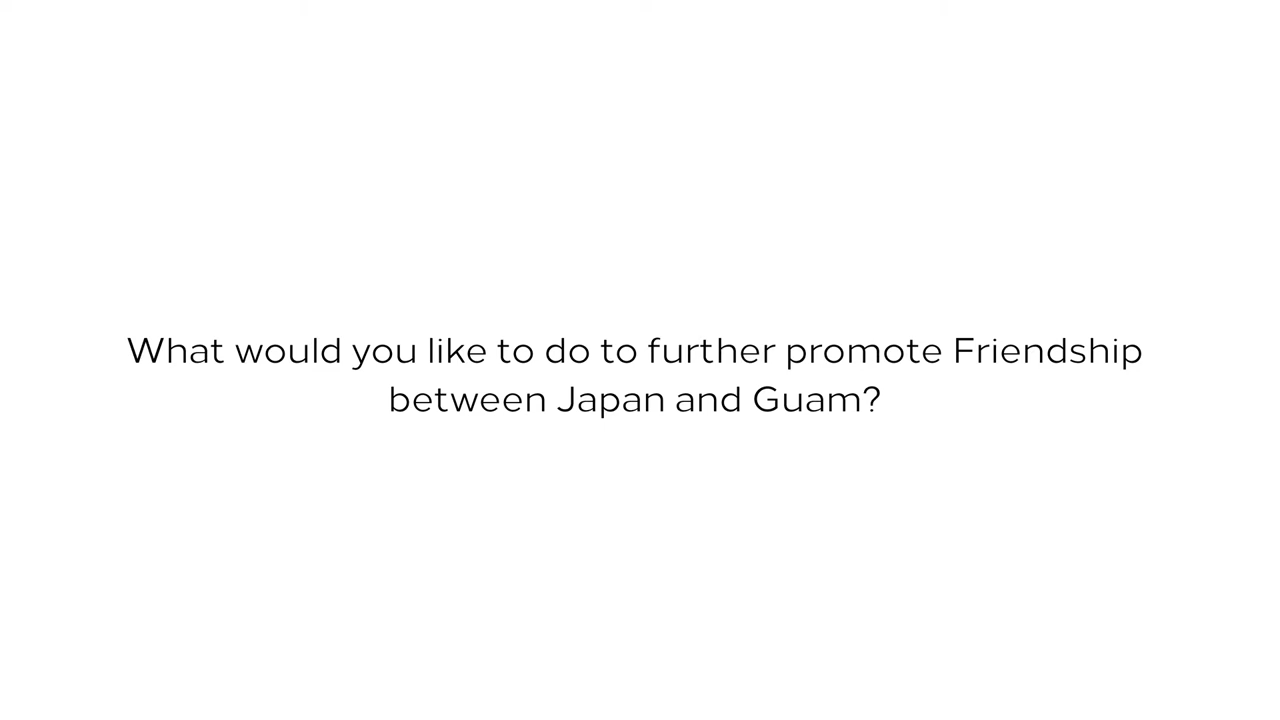 What would you like to do to further promote Friendship
between Japan and Guam?